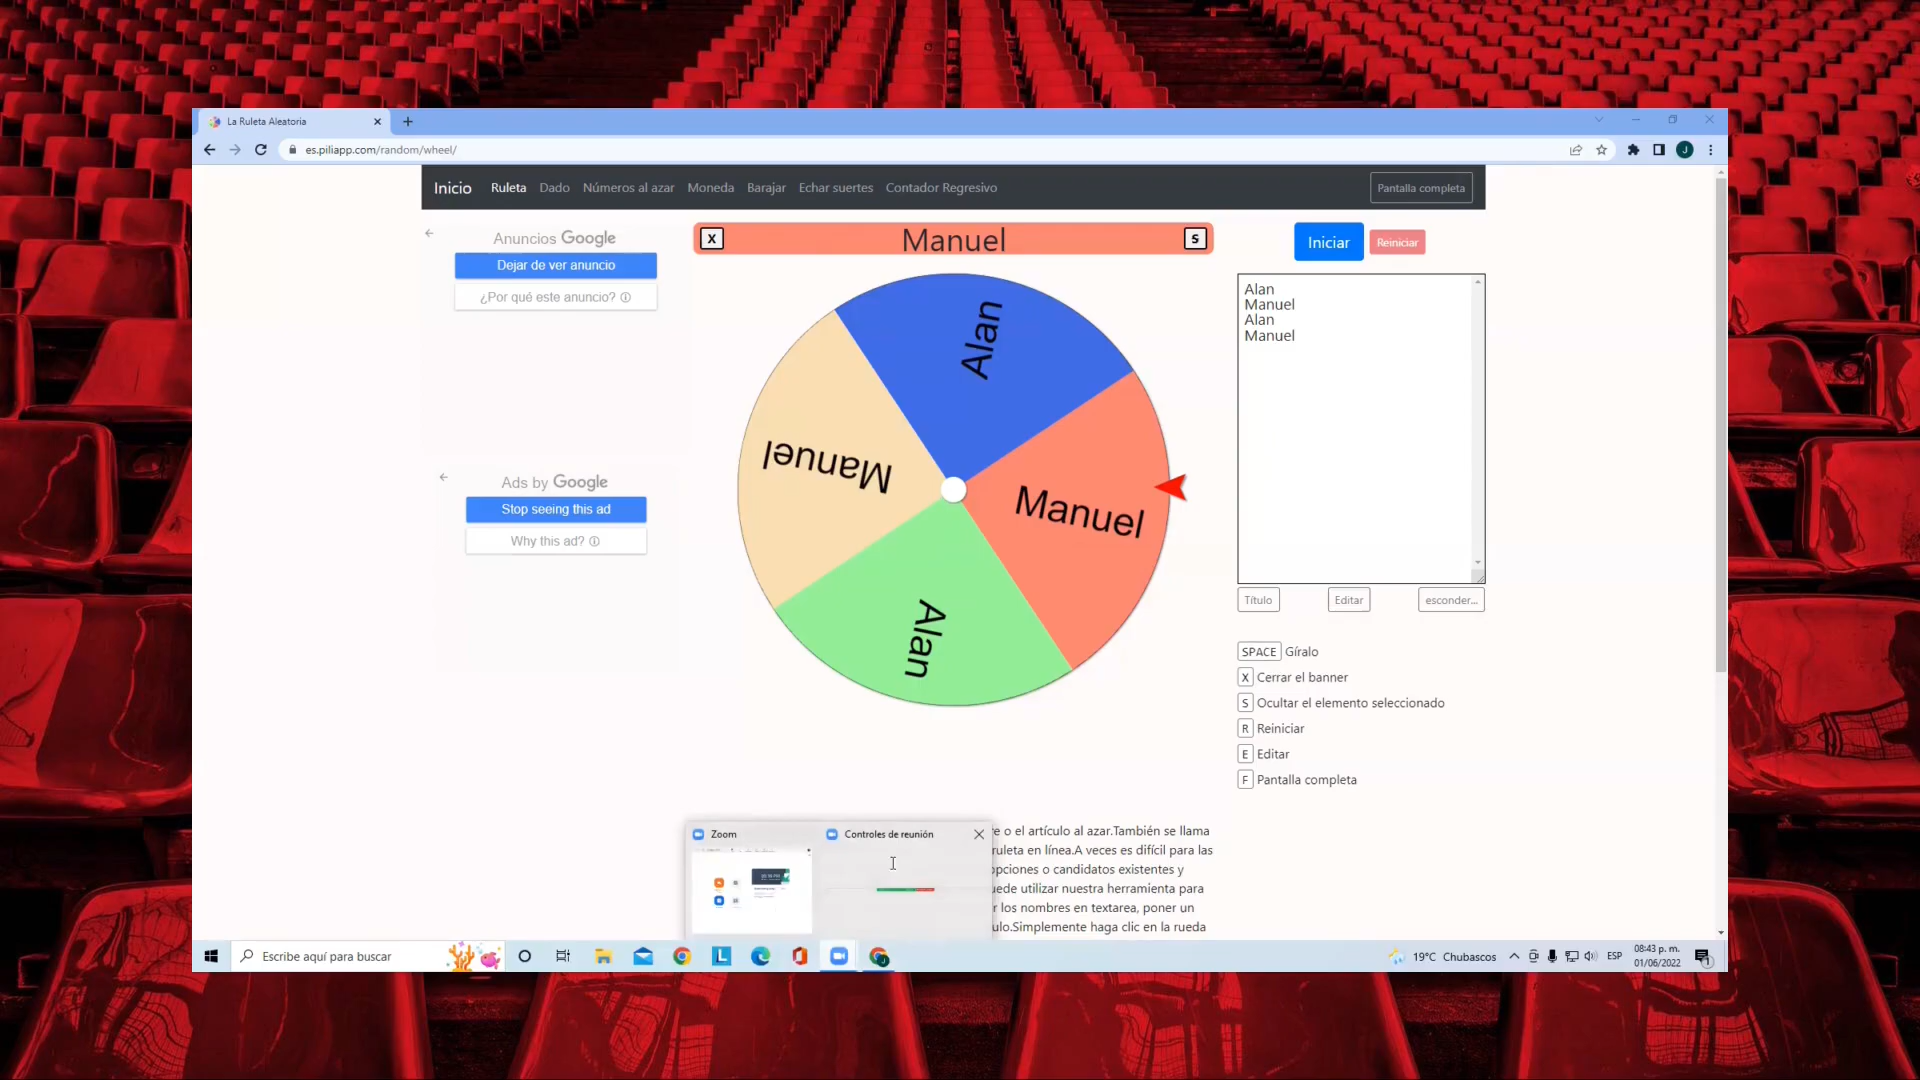 La Ruleta Aleatoria
es.piliapp.com/random/wheel/
J
Inicio Ruleta Dado Números al azar Moneda Barajar Echar suertes Contador Regresivo Pantalla completa
Anuncios Google
Dejar de ver anuncio
¿Por qué este anuncio?
X Manuel S
Iniciar Reiniciar
Alan
Manuel
Alan
Manuel
Alan
Manuel
Manuel
Alan
Ads by Google
Stop seeing this ad
Why this ad?
Título Editar esconder...
SPACE Gíralo
X Cerrar el banner
S Ocultar el elemento seleccionado
R Reiniciar
E Editar
F Pantalla completa
Zoom Controles de reunión
re o el artículo al azar.También se llama
ruleta en línea.A veces es difícil para las
opciones o candidatos existentes y
uede utilizar nuestra herramienta para
r los nombres en textarea, poner un
ulo.Simplemente haga clic en la rueda
Escribe aquí para buscar
L
19°C Chubascos
ESP
08:43 p. m.
01/06/2022
1